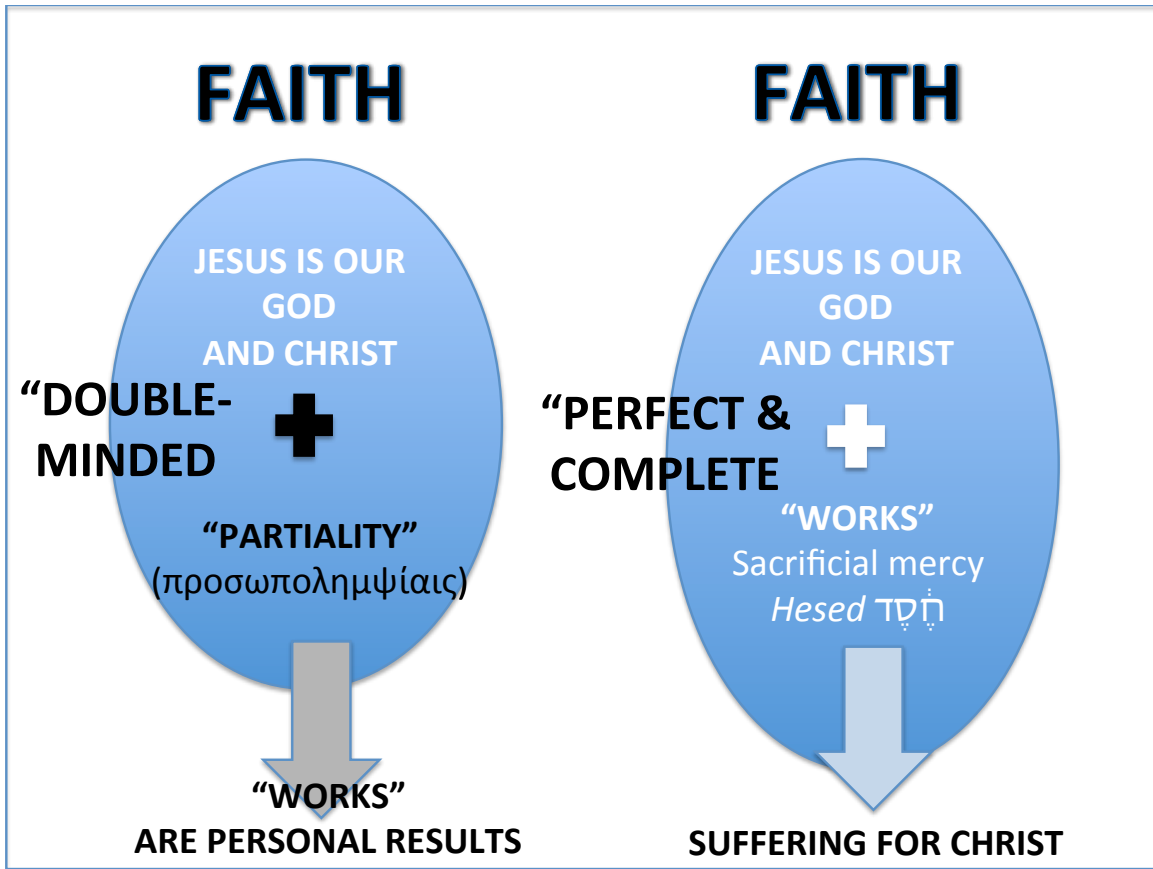 FAITH
JESUS IS OUR
GOD
AND CHRIST
“DOUBLE-
MINDED
“PARTIALITY”
(προσωπολημψίαις)
“WORKS”
ARE PERSONAL RESULTS
FAITH
JESUS IS OUR
GOD
AND CHRIST
“PERFECT &
COMPLETE
“WORKS”
Sacrificial mercy
Hesed חֶ֔סֶד
SUFFERING FOR CHRIST